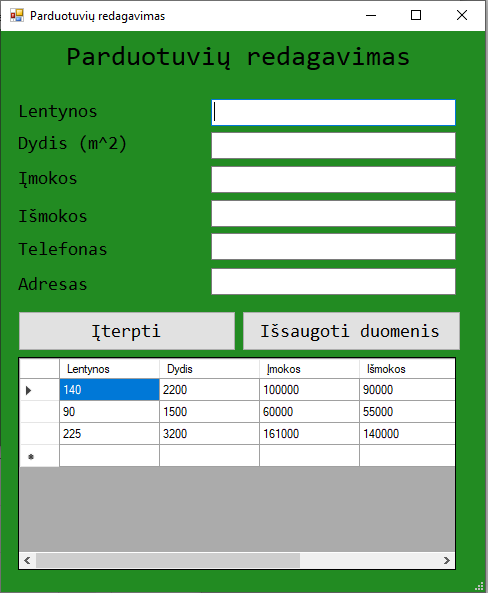 Parduotuvių redagavimas
Parduotuvių redagavimas
Lentynos
Dydis (m^2)
Įmokos
Išmokos
Telefonas
Adresas
Įterpti Išsaugoti duomenis
Lentynos Dydis Įmokos Išmokos
140 2200 100000 90000
90 1500 60000 55000
225 3200 161000 140000